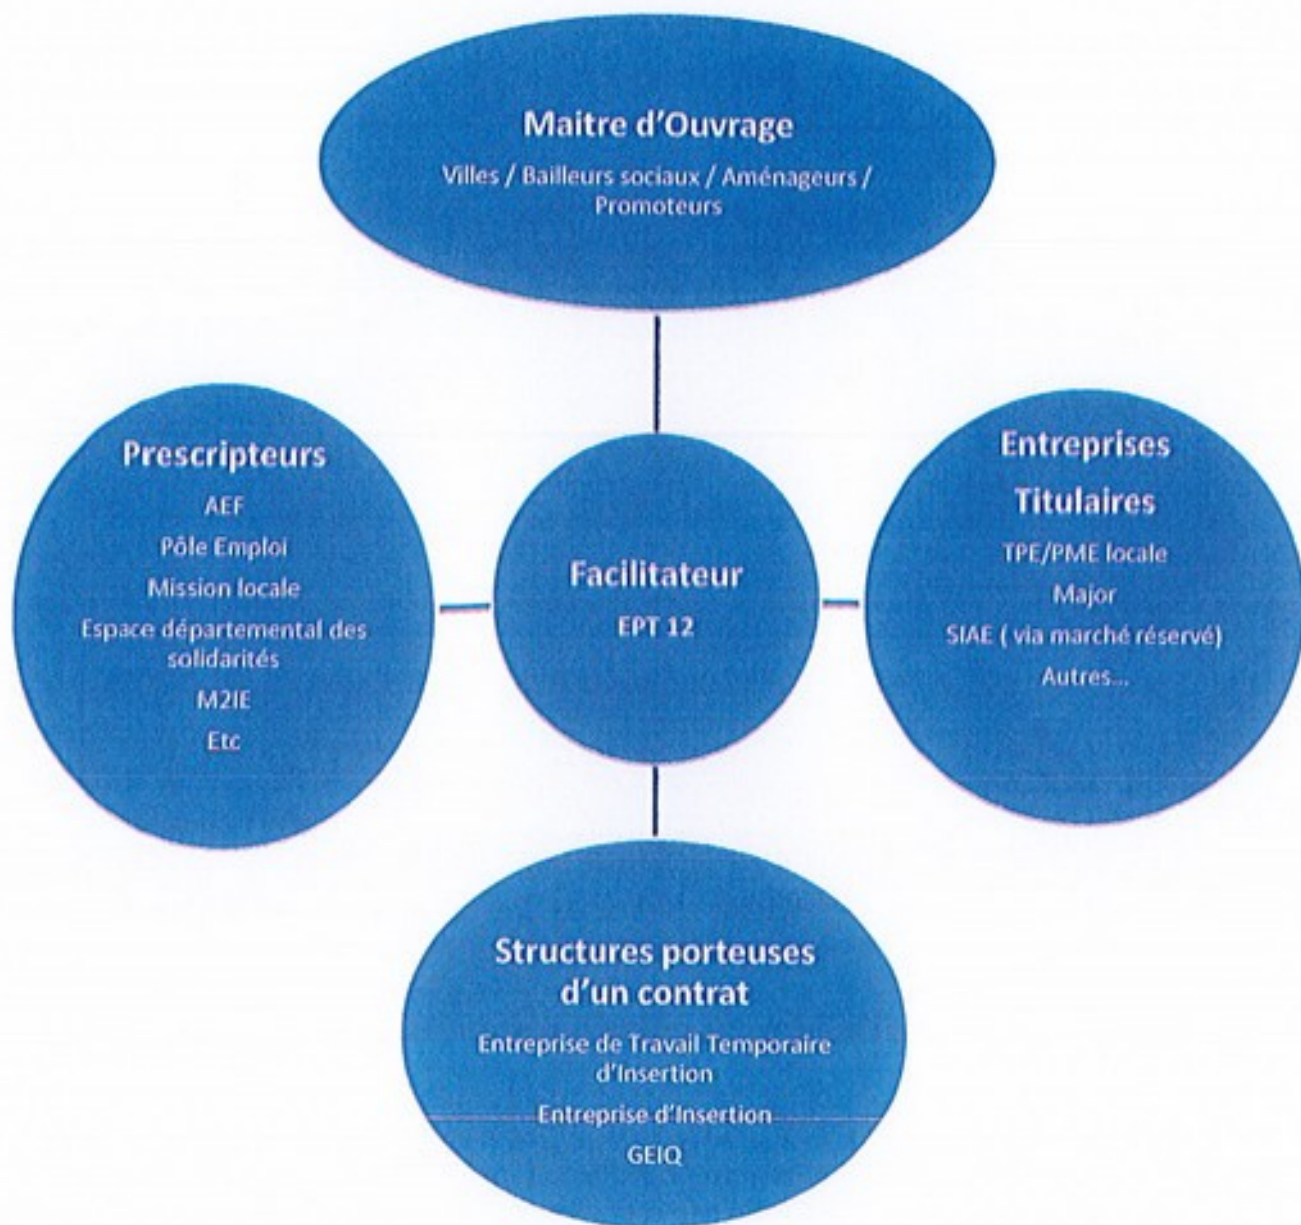 Maitre d'Ouvrage
Villes / Bailleurs sociaux / Aménageurs /
Promoteurs
Prescripteurs
AEF
Pôle Emploi
Mission locale
Espace départemental des
solidarités
M2IE
Etc
Facilitateur
EPT 12
Entreprises
Titulaires
TPE/PME locale
Major
SIAE ( via marché réservé)
Autres...
Structures porteuses
d'un contrat
Entreprise de Travail Temporaire
d'Insertion
Entreprise d'Insertion
GEIQ